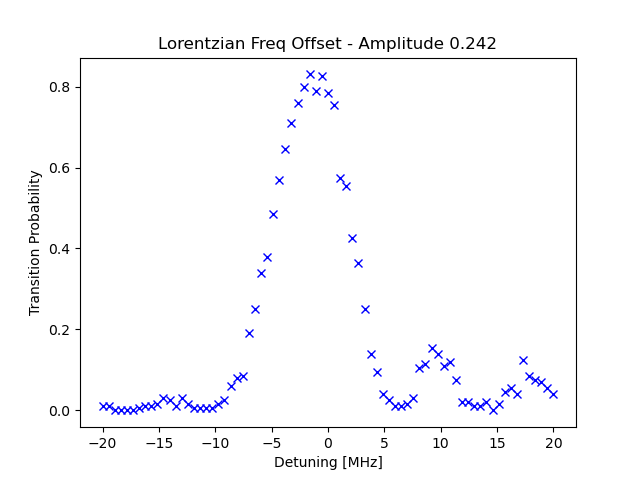 Lorentzian Freq Offset - Amplitude 0.242
Transition Probability
0.8
0.6
0.4
0.2
0.0
−20 −15 −10 −5 0 5 10 15 20
Detuning [MHz]